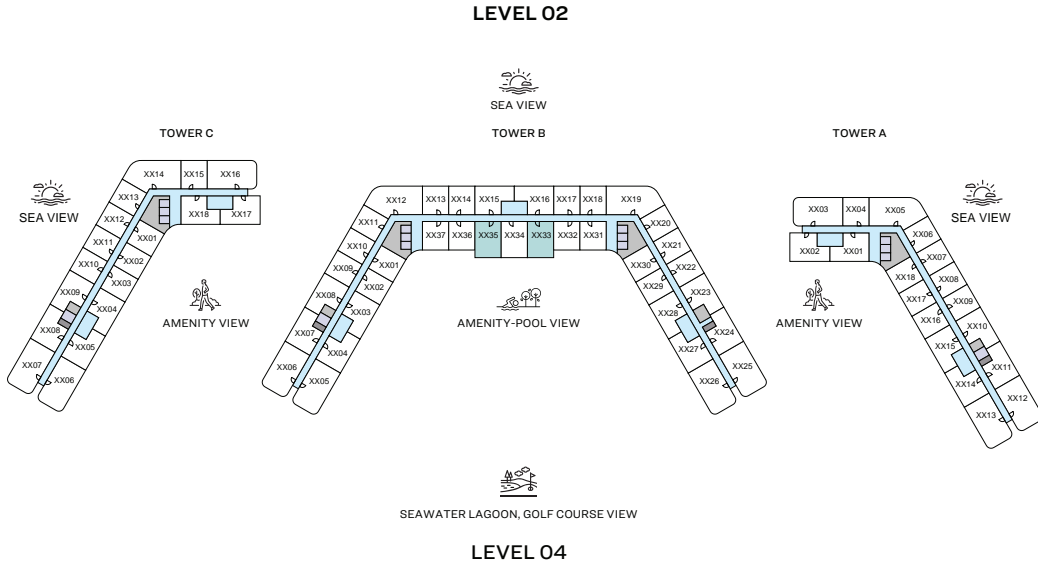 LEVEL 02
SEA VIEW
TOWER C
TOWER B
TOWER A
SEA VIEW
SEA VIEW
AMENITY VIEW
AMENITY-POOL VIEW
AMENITY VIEW
XX14
XX15
XX16
XX13
XX12
XX18
XX17
XX11
XX01
XX10
XX02
XX09
XX03
XX08
XX04
XX07
XX05
XX06
XX12
XX13
XX14
XX15
XX16
XX17
XX18
XX19
XX11
XX37
XX36
XX35
XX34
XX33
XX32
XX31
XX20
XX10
XX01
XX30
XX21
XX09
XX02
XX29
XX22
XX08
XX03
XX28
XX23
XX07
XX04
XX27
XX24
XX06
XX05
XX26
XX25
XX03
XX04
XX05
XX02
XX01
XX06
XX18
XX07
XX17
XX08
XX16
XX09
XX15
XX10
XX14
XX11
XX13
XX12
SEAWATER LAGOON, GOLF COURSE VIEW
LEVEL 04